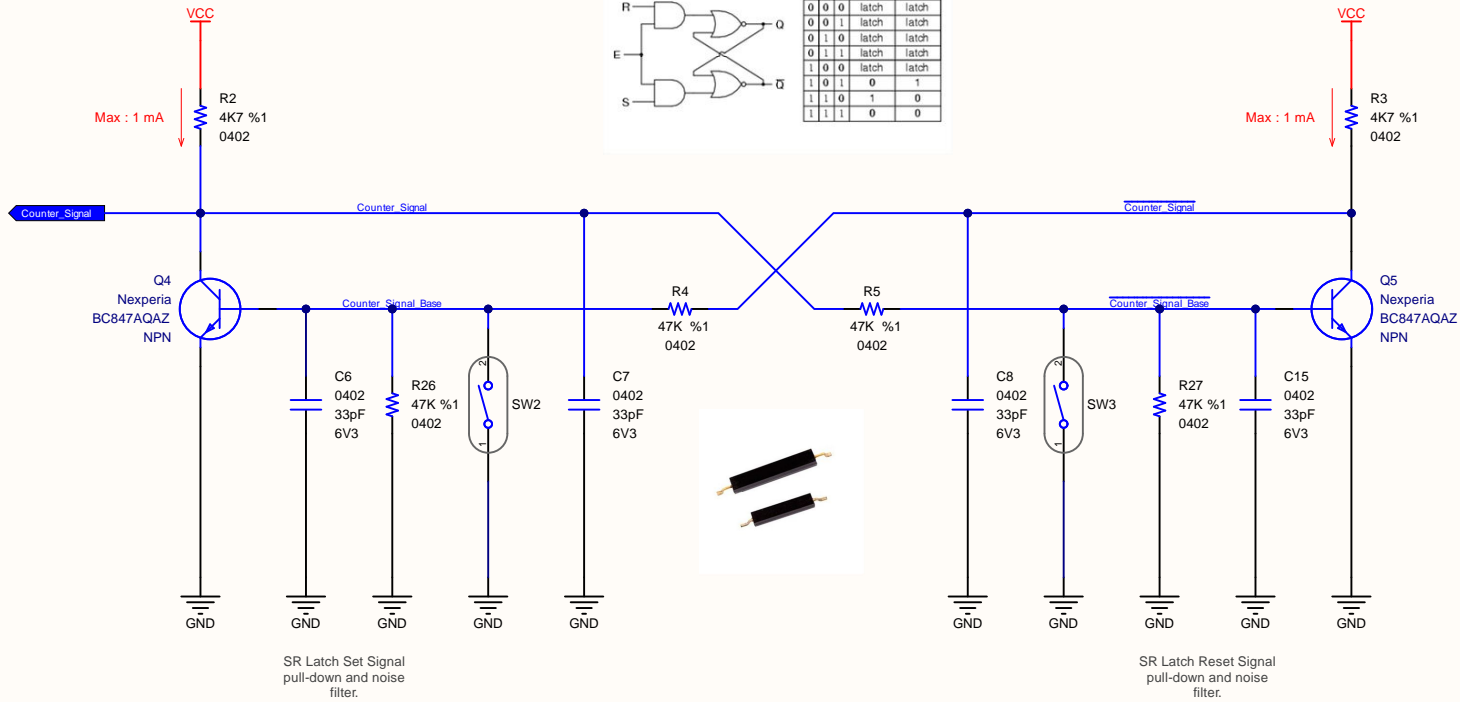 VCC
R2
4K7 %1
0402
Max : 1 mA
R
E
S
Q
Q
0 0 0 latch latch
0 0 1 latch latch
0 1 0 latch latch
0 1 1 latch latch
1 0 0 latch latch
1 0 1 0 1
1 1 0 1 0
1 1 1 0 0
VCC
R3
4K7 %1
0402
Max : 1 mA
Counter_Signal
Counter_Signal
Counter_Signal
Q4
Nexperia
BC847AQAZ
NPN
Counter_Signal_Base
R4
47K %1
0402
R5
47K %1
0402
Counter_Signal_Base
Q5
Nexperia
BC847AQAZ
NPN
C6
0402
33pF
6V3
R26
47K %1
0402
2
SW2
1
C7
0402
33pF
6V3
C8
0402
33pF
6V3
2
SW3
1
R27
47K %1
0402
C15
0402
33pF
6V3
GND
GND
GND
GND
GND
GND
GND
GND
GND
GND
SR Latch Set Signal
pull-down and noise
filter.
SR Latch Reset Signal
pull-down and noise
filter.